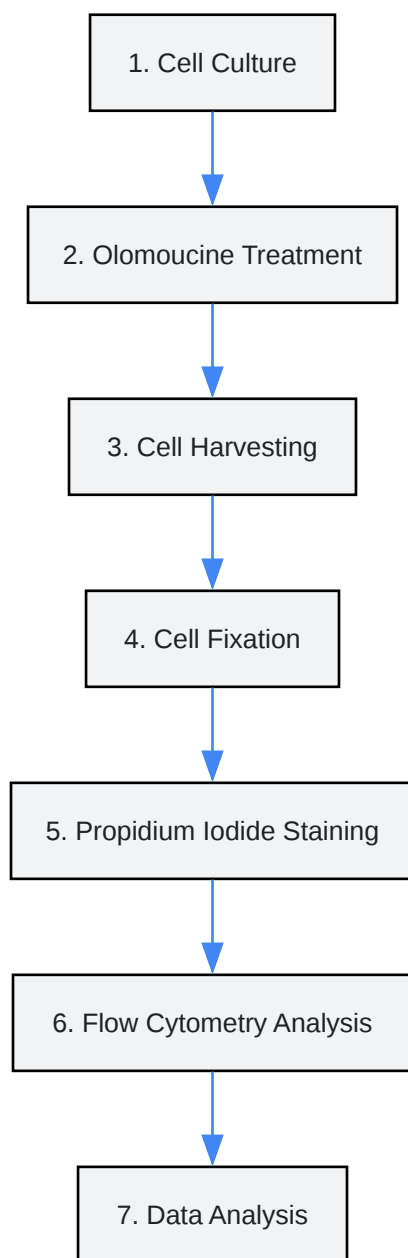 1. Cell Culture
2. Olomoucine Treatment
3. Cell Harvesting
4. Cell Fixation
5. Propidium Iodide Staining
6. Flow Cytometry Analysis
7. Data Analysis